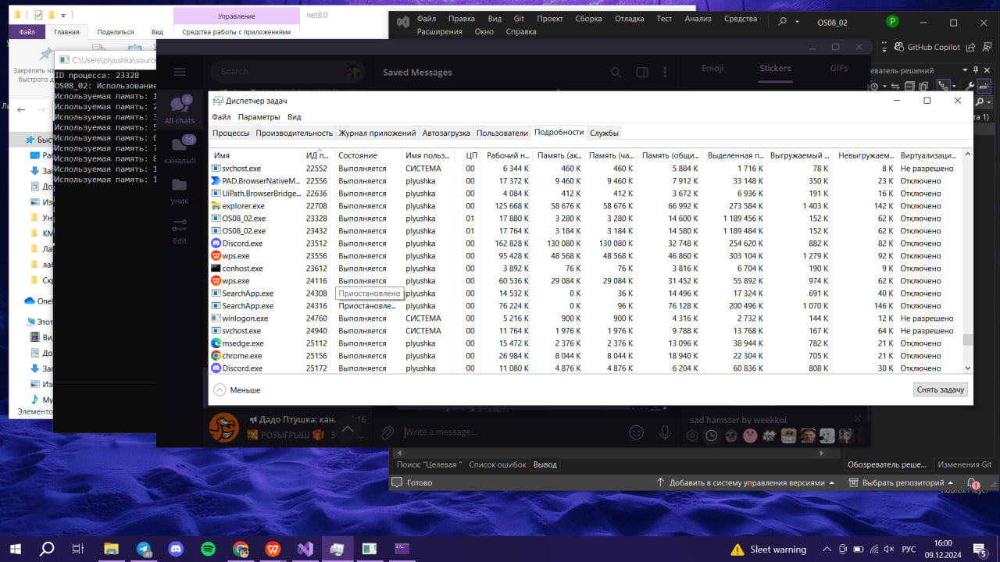 Управление
net8.0
Файл
Главная
Поделиться
Вид
Средства работы с приложениями
Файл Правка Вид Git Проект Сборка Отладка Тест Анализ Средства
Расширения Окно Справка
OS08_02
P
GitHub Copilot
Закрепить на
быстрого д
C:\Users\plyushka\source
ID процесса: 23328
OS08_02: Использование
Используемая память: 1
Используемая память: 2
Используемая память: 3
Используемая память: 5
Используемая память: 6
Используемая память: 7
Используемая память: 8
Используемая память: 1
Используемая память: 1
Search
Saved Messages
Emoji
Stickers
GIFs
4
All chats
19
каналы!!
уник
Edit
еватель решений
та 1)
Быст
Раб
Заг
До
Изо
Уни
КМ
Ла
лаб
Скр
OneD
Этот
Ви
До
Заг
Изо
Му
Элементо
Диспетчер задач
Файл Параметры Вид
Процессы Производительность Журнал приложений Автозагрузка Пользователи Подробности Службы
Имя ИД п... Состояние Имя польз... ЦП Рабочий н... Память (ак... Память (ча... Память (общи... Выделенная п... Выгружаемый ... Невыгружаем... Виртуализаци...
svchost.exe 22552 Выполняется СИСТЕМА 00 6 344 K 460 K 460 K 5 884 K 1 716 K 78 K 8 K Не разрешено
PAD.BrowserNativeM... 22556 Выполняется plyushka 00 17 372 K 9 460 K 9 460 K 7 912 K 33 148 K 350 K 23 K Отключено
UiPath.BrowserBridge... 22636 Выполняется plyushka 00 4 084 K 412 K 412 K 3 672 K 6 936 K 191 K 16 K Отключено
explorer.exe 22708 Выполняется plyushka 00 125 668 K 58 676 K 58 676 K 66 992 K 273 584 K 1 403 K 142 K Отключено
OS08_02.exe 23328 Выполняется plyushka 01 17 880 K 3 280 K 3 280 K 14 600 K 1 189 456 K 152 K 62 K Отключено
OS08_02.exe 23432 Выполняется plyushka 01 17 764 K 3 184 K 3 184 K 14 580 K 1 189 484 K 152 K 62 K Отключено
Discord.exe 23512 Выполняется plyushka 00 162 828 K 130 080 K 130 080 K 32 748 K 254 620 K 882 K 82 K Отключено
wps.exe 23556 Выполняется plyushka 00 95 428 K 48 568 K 48 568 K 46 860 K 303 104 K 1 279 K 92 K Отключено
conhost.exe 23612 Выполняется plyushka 00 3 892 K 76 K 76 K 3 816 K 6 704 K 190 K 9 K Отключено
wps.exe 24116 Выполняется plyushka 00 60 536 K 29 084 K 29 084 K 31 452 K 55 892 K 974 K 62 K Отключено
SearchApp.exe 24308 Приостановлено plyushka 00 14 532 K 0 K 36 K 14 496 K 17 324 K 691 K 40 K Отключено
SearchApp.exe 24316 Приостановле... plyushka 00 76 224 K 0 K 96 K 76 128 K 200 496 K 1 070 K 146 K Отключено
winlogon.exe 24760 Выполняется СИСТЕМА 00 5 216 K 900 K 900 K 4 316 K 2 732 K 144 K 12 K Не разрешено
svchost.exe 24940 Выполняется СИСТЕМА 00 11 764 K 1 976 K 1 976 K 9 788 K 13 768 K 167 K 64 K Не разрешено
msedge.exe 25112 Выполняется plyushka 00 15 472 K 2 376 K 2 376 K 13 096 K 38 944 K 782 K 21 K Отключено
chrome.exe 25156 Выполняется plyushka 00 26 984 K 8 044 K 8 044 K 18 940 K 22 304 K 705 K 21 K Отключено
Discord.exe 25172 Выполняется plyushka 00 11 080 K 4 876 K 4 876 K 6 204 K 60 836 K 808 K 30 K Отключено
Меньше
Снять задачу
Дадо Птушка: кан.
16
РОЗЫГРЫШ
3
Write a message...
sad hamster by weekkoi
Поиск: "Целевая " Список ошибок Вывод
Обозреватель реше... Изменения Git
Готово
Добавить в систему управления версиями
Выбрать репозиторий
1
Roblox Player
Sleet warning
РУС
16:00
09.12.2024
5